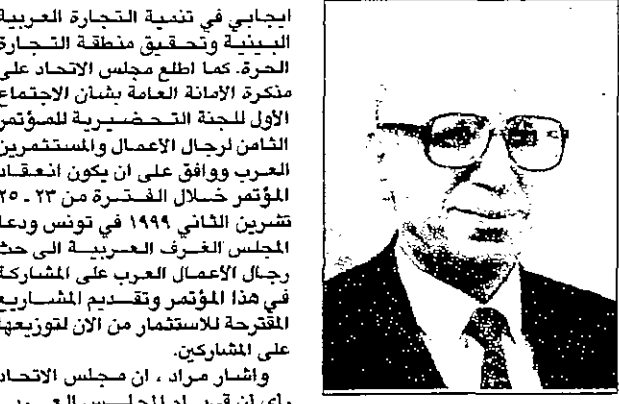 ايجابي في تنمية التجارة العربية
البينية وتحقيق منطقة التجارة
الحرة. كما اطلع مجلس الاتحاد على
مذكرة الامانة العامة بشأن الاجتماع
الأول للجنة التحضيرية للمؤتمر
الثامن لرجال الأعمال والمستثمرين
العرب ووافق على ان يكون انعقاد
المؤتمر خلال الفترة من ٢٣ ـ ٢٥
تشرين الثاني ١٩٩٩ في تونس ودعا
المجلس الغرف العربية الى حث
رجال الأعمال العرب على المشاركة
في هذا المؤتمر وتقديم المشاريع
المقترحة للاستثمار من الان لتوزيعها
على المشاركين.
واشار مراد ، ان مجلس الاتحاد